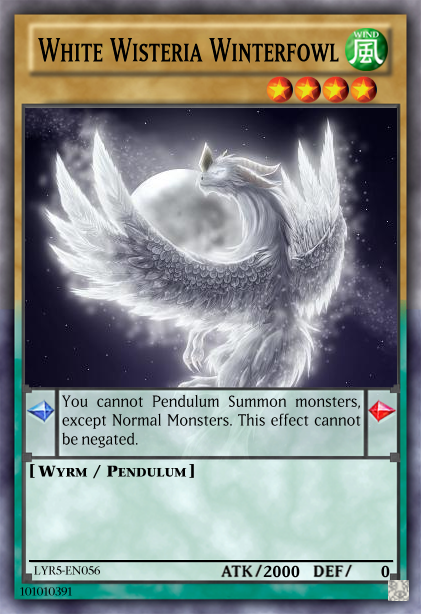 White Wisteria Winterfowl
WIND
風
You cannot Pendulum Summon monsters,
except Normal Monsters. This effect cannot
be negated.
[ Wyrm / Pendulum ]
LYR5-EN056
ATK/2000 DEF/ 0
101010391